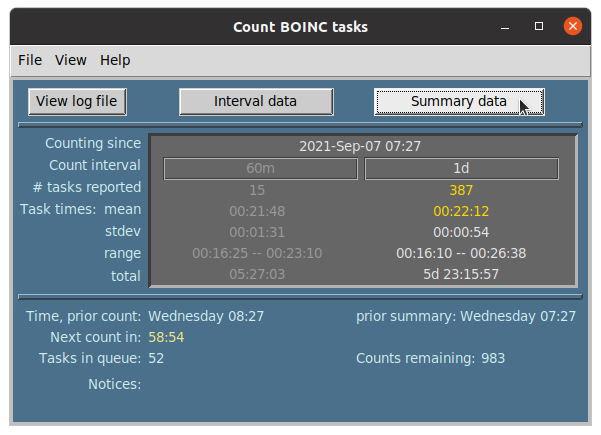 Count BOINC tasks
File View Help
View log file Interval data Summary data
Counting since 2021-Sep-07 07:27
Count interval 60m 1d
# tasks reported 15 387
Task times: mean 00:21:48 00:22:12
stdev 00:01:31 00:00:54
range 00:16:25 -- 00:23:10 00:16:10 -- 00:26:38
total 05:27:03 5d 23:15:57
Time, prior count: Wednesday 08:27 prior summary: Wednesday 07:27
Next count in: 58:54
Tasks in queue: 52 Counts remaining: 983
Notices: